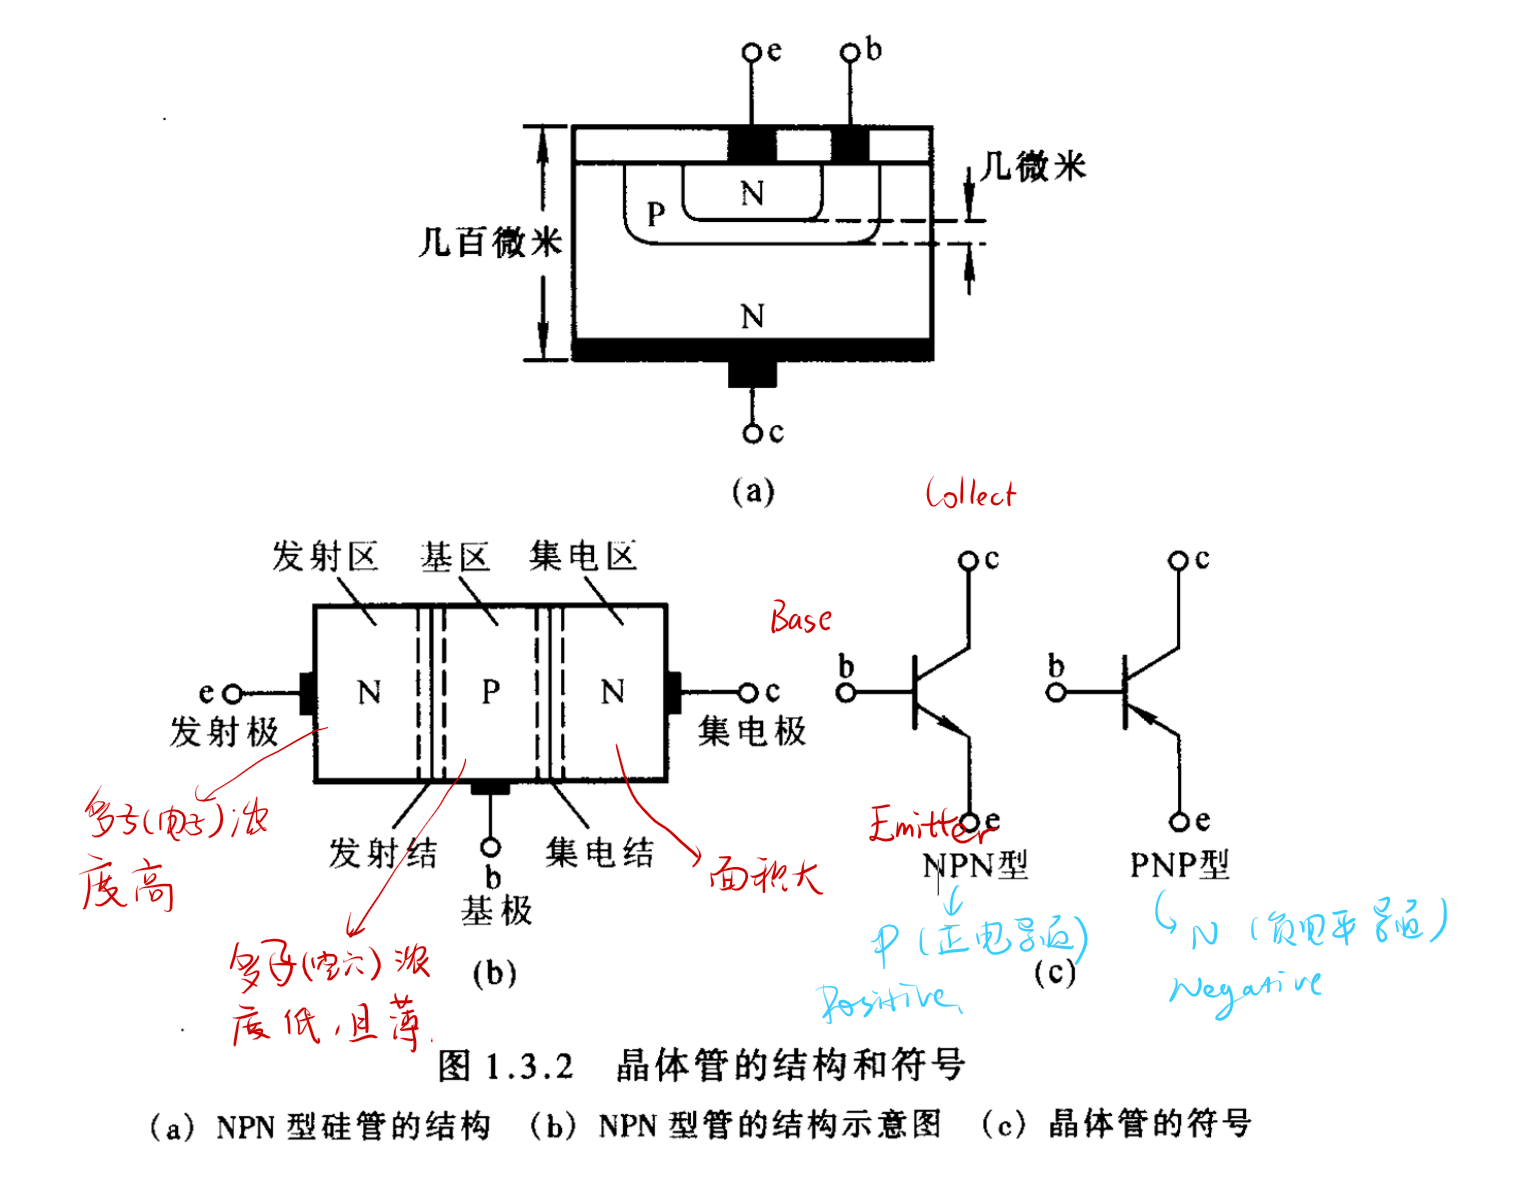 e b
几微米
P N
几百微米
N
c
(a)
Collect
发射区 基区 集电区
c c
Base
b b
e N P N c
发射极 集电极
多子(电子)浓
度高
发射结 集电结
b
基极
面积大
Emitter
e e
NPN型 PNP型
P (正电导通)
Positive
N (负电平导通)
Negative
多子(空穴)浓
度低,且薄.
(b) (c)
图 1.3.2 晶体管的结构和符号
(a) NPN 型硅管的结构 (b) NPN 型管的结构示意图 (c) 晶体管的符号